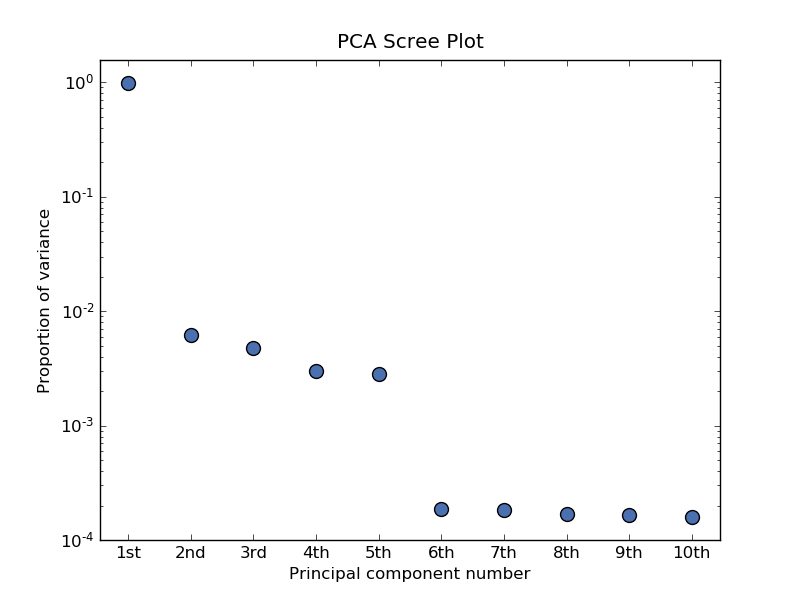 PCA Scree Plot
10^0
10^-1
10^-2
10^-3
10^-4
Proportion of variance
1st 2nd 3rd 4th 5th 6th 7th 8th 9th 10th
Principal component number